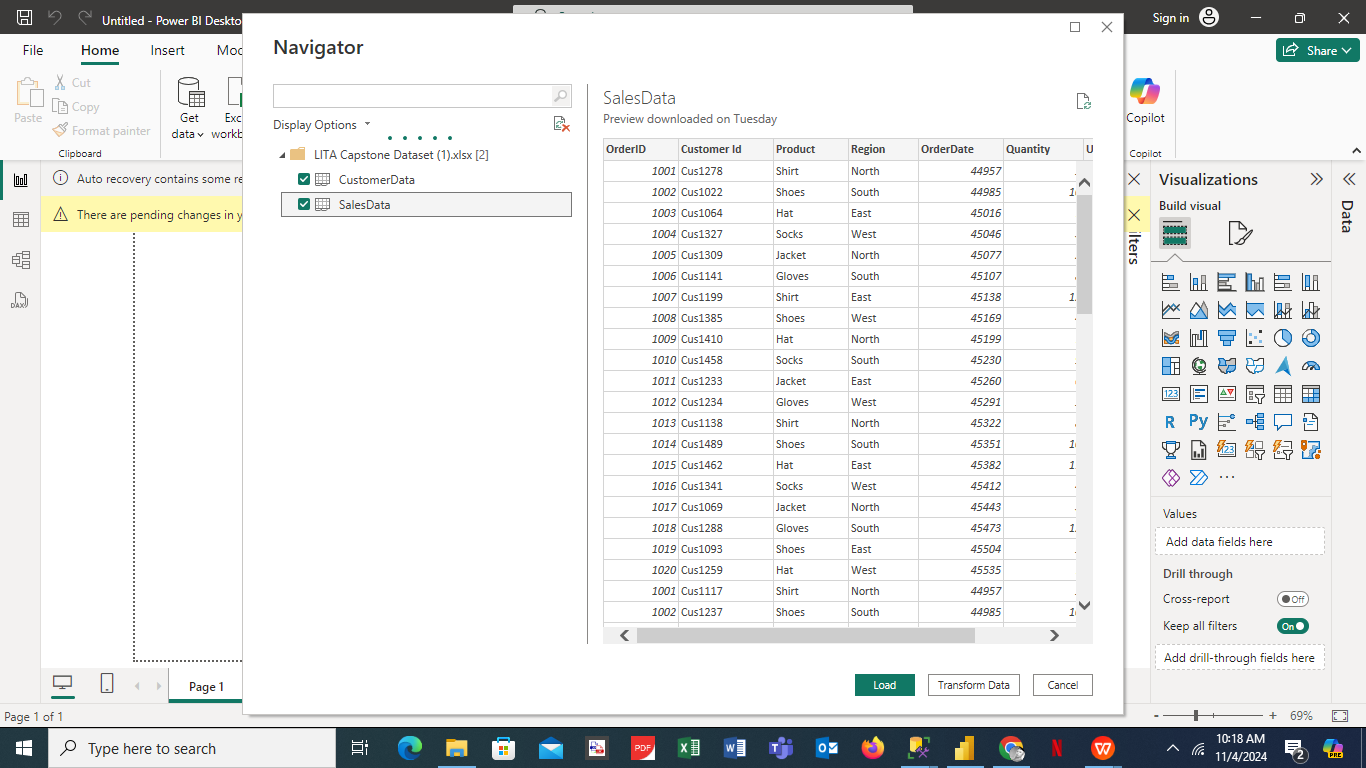 Untitled - Power BI Deskto
Sign in
File
Home
Insert
Mod
Share
Paste
Cut
Copy
Format painter
Get
data
Exc
workb
Clipboard
Copilot
Copilot
Auto recovery contains some re
There are pending changes in y
Navigator
Display Options
LITA Capstone Dataset (1).xlsx [2]
CustomerData
SalesData
SalesData
Preview downloaded on Tuesday
OrderID Customer Id Product Region OrderDate Quantity U
1001 Cus1278 Shirt North 44957
1002 Cus1022 Shoes South 44985
1003 Cus1064 Hat East 45016
1004 Cus1327 Socks West 45046
1005 Cus1309 Jacket North 45077
1006 Cus1141 Gloves South 45107
1007 Cus1199 Shirt East 45138
1008 Cus1385 Shoes West 45169
1009 Cus1410 Hat North 45199
1010 Cus1458 Socks South 45230
1011 Cus1233 Jacket East 45260
1012 Cus1234 Gloves West 45291
1013 Cus1138 Shirt North 45322
1014 Cus1489 Shoes South 45351
1015 Cus1462 Hat East 45382
1016 Cus1341 Socks West 45412
1017 Cus1069 Jacket North 45443
1018 Cus1288 Gloves South 45473
1019 Cus1093 Shoes East 45504
1020 Cus1259 Hat West 45535
1001 Cus1117 Shirt North 44957
1002 Cus1237 Shoes South 44985
Load
Transform Data
Cancel
ilters
Visualizations
Build visual
Data
123
R
Py
123
Values
Add data fields here
Drill through
Cross-report
Off
Keep all filters
On
Add drill-through fields here
DAX
Page 1
Page 1 of 1
- + 69%
Type here to search
PDF
10:18 AM
11/4/2024
2
PRE